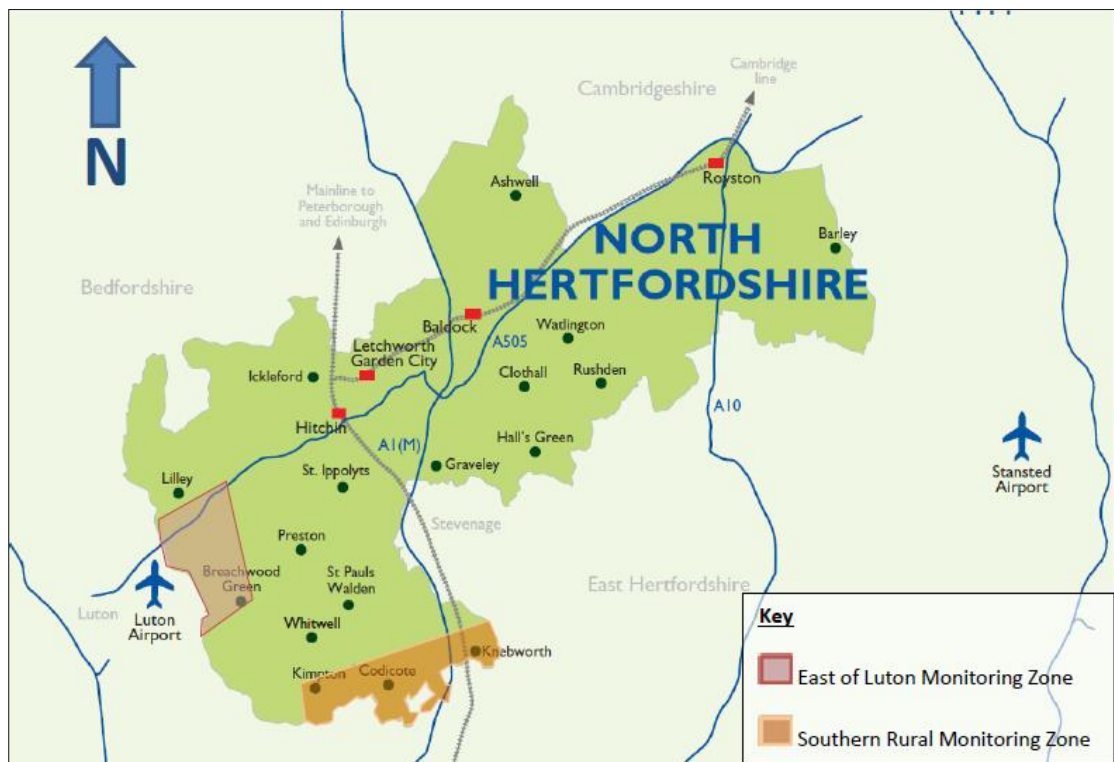 N
Cambridge
line
Cambridgeshire
Mainline to
Peterborough
and Edinburgh
Ashwell
Royston
NORTH
HERTFORDSHIRE
Barley
Bedfordshire
Baldock
Watlington
A505
Letchworth
Garden City
Ickleford
Clothall
Rushden
A10
Hitchin
A1(M)
Hall's Green
Graveley
Stansted
Airport
Lilley
St. Ippolyts
Stevenage
Preston
Breachwood
Green
St Pauls
Walden
East Hertfordshire
Luton
Luton
Airport
Whitwell
Knebworth
Kimpton
Codicote
Key
East of Luton Monitoring Zone
Southern Rural Monitoring Zone